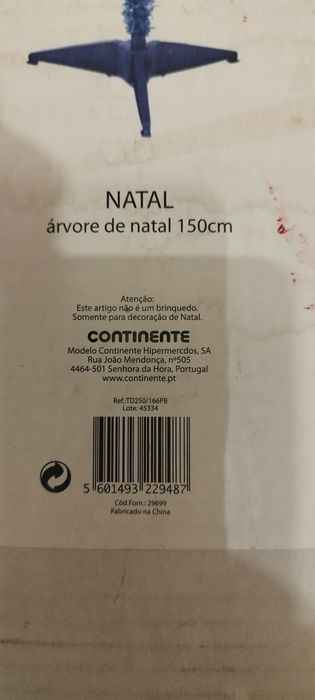 NATAL
árvore de natal 150cm
Atenção:
Este artigo não é um brinquedo.
Somente para decoração de Natal.
CONTINENTE
Modelo Continente Hipermercdos, SA
Rua João Mendonça, nº505
4464-501 Senhora da Hora, Portugal
www.continente.pt
Ref.:TD250/166PB
Lote: 45334
5 601493 229487
Cód.Forn.: 29699
Fabricado na China